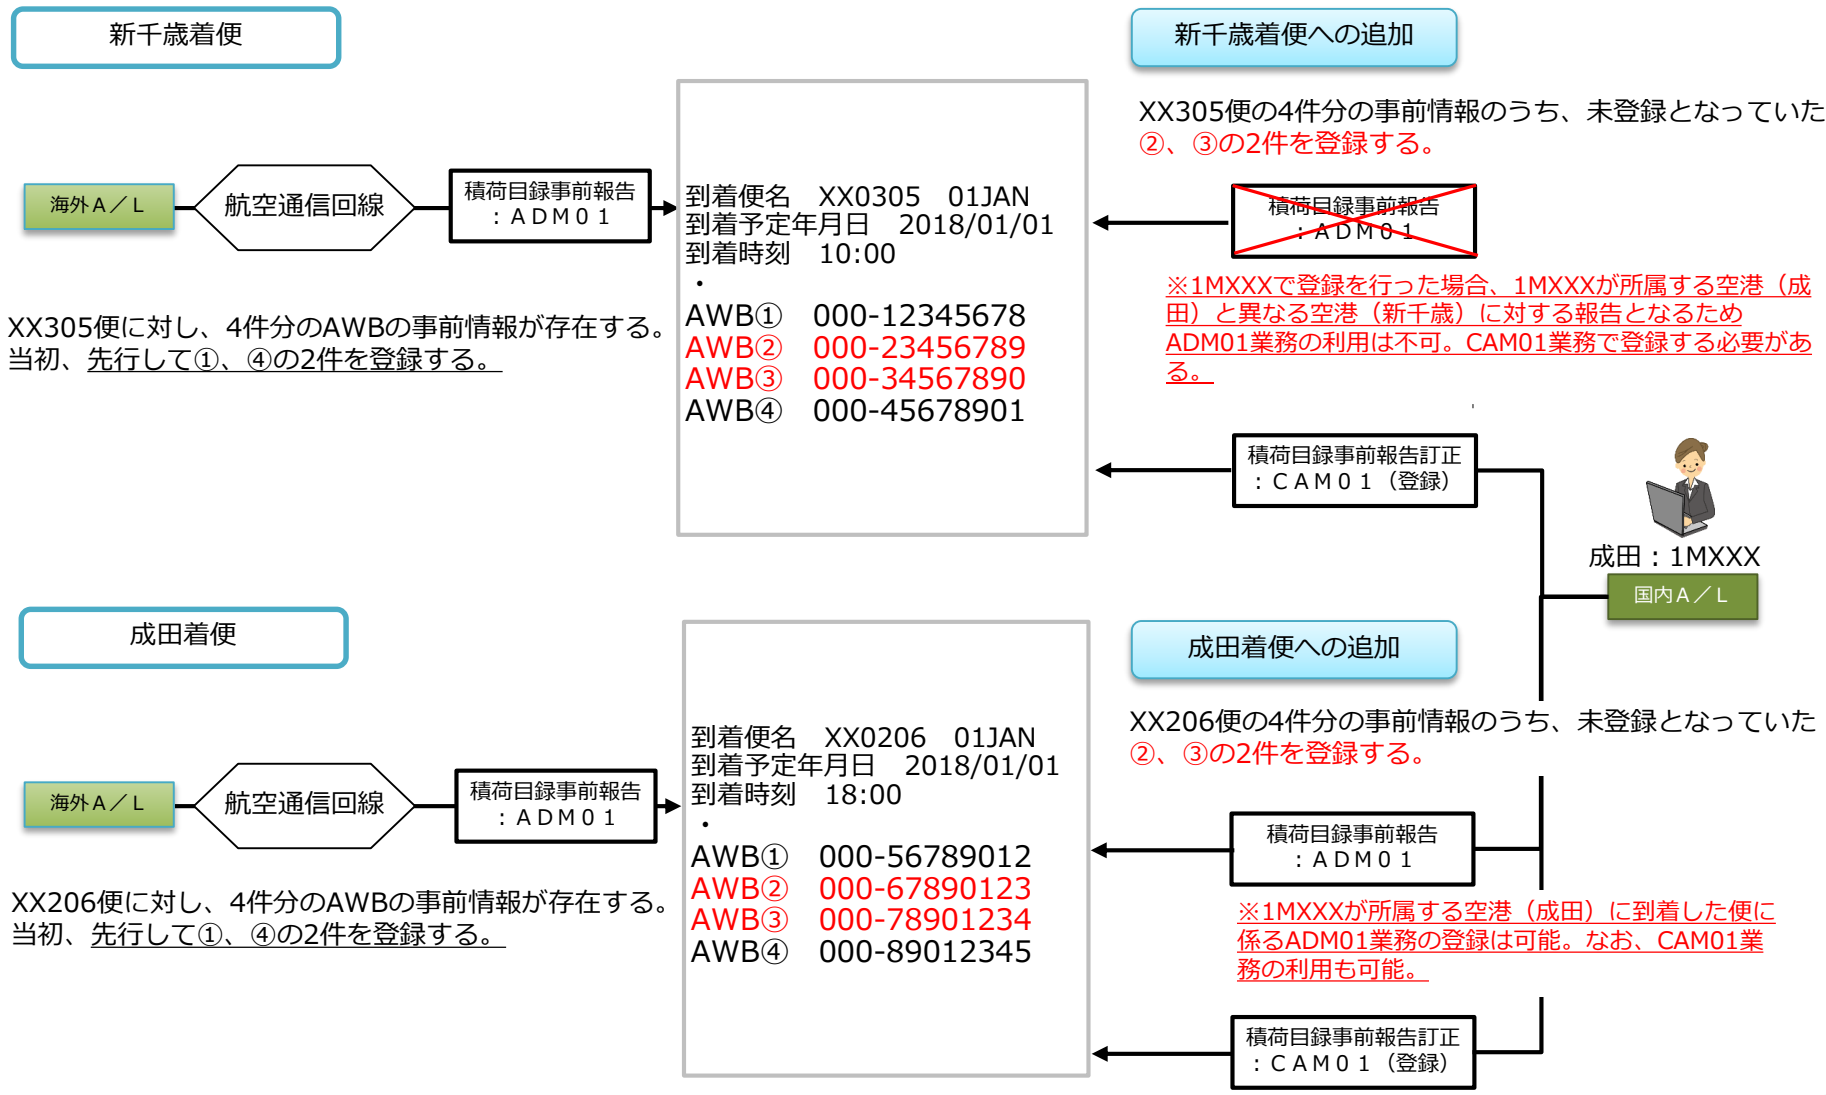 新千歳着便
新千歳着便への追加
XX305便の4件分の事前情報のうち、未登録となっていた
②、③の2件を登録する。
海外A／L
航空通信回線
積荷目録事前報告
：ADM01
到着便名　XX0305　01JAN
到着予定年月日　2018/01/01
到着時刻　10:00
・
AWB①　000-12345678
AWB②　000-23456789
AWB③　000-34567890
AWB④　000-45678901
積荷目録事前報告
：ADM01
※1MXXXで登録を行った場合、1MXXXが所属する空港（成
田）と異なる空港（新千歳）に対する報告となるため
ADM01業務の利用は不可。CAM01業務で登録する必要があ
る。
XX305便に対し、4件分のAWBの事前情報が存在する。
当初、先行して①、④の2件を登録する。
積荷目録事前報告訂正
：CAM01（登録）
成田：1MXXX
国内A／L
成田着便
成田着便への追加
XX206便の4件分の事前情報のうち、未登録となっていた
②、③の2件を登録する。
海外A／L
航空通信回線
積荷目録事前報告
：ADM01
到着便名　XX0206　01JAN
到着予定年月日　2018/01/01
到着時刻　18:00
・
AWB①　000-56789012
AWB②　000-67890123
AWB③　000-78901234
AWB④　000-89012345
積荷目録事前報告
：ADM01
※1MXXXが所属する空港（成田）に到着した便に
係るADM01業務の登録は可能。なお、CAM01業
務の利用も可能。
XX206便に対し、4件分のAWBの事前情報が存在する。
当初、先行して①、④の2件を登録する。
積荷目録事前報告訂正
：CAM01（登録）